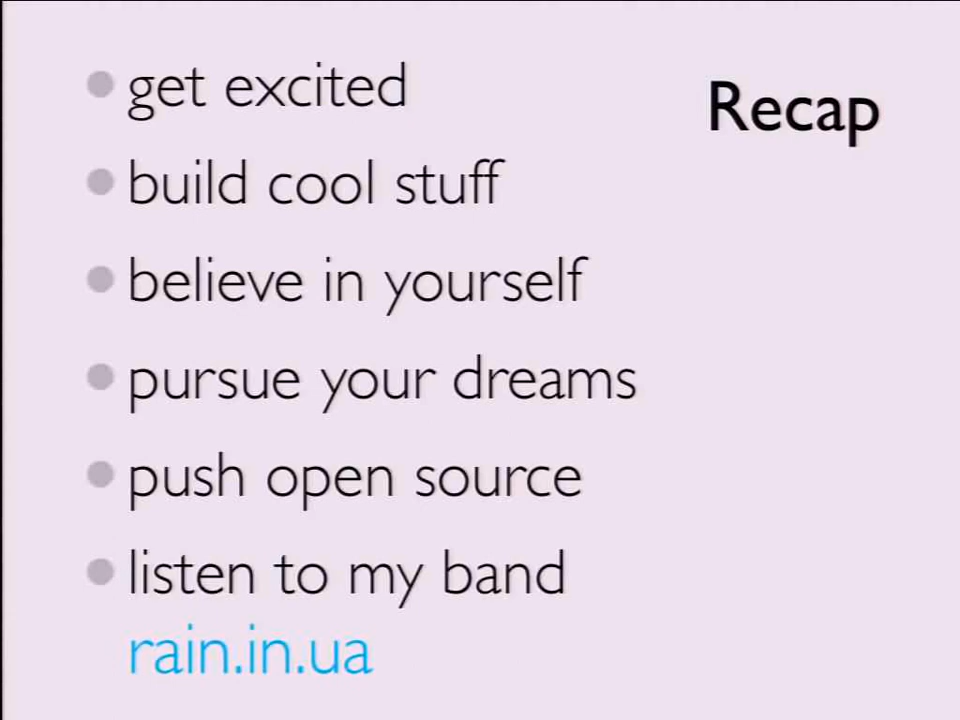 Recap
get excited
build cool stuff
believe in yourself
pursue your dreams
push open source
listen to my band
rain.in.ua